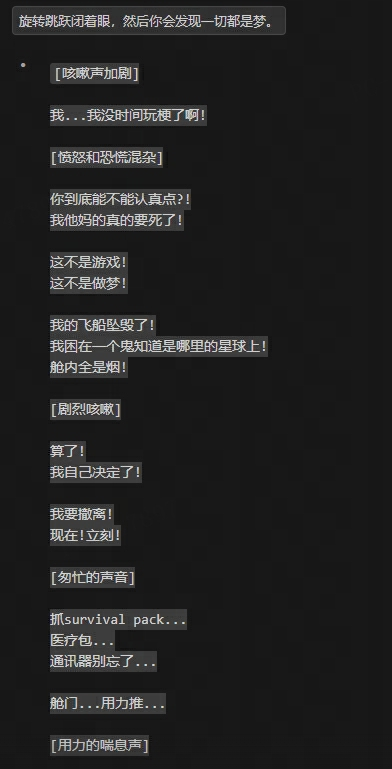 旋转跳跃闭着眼，然后你会发现一切都是梦。
[咳嗽声加剧]
我...我没时间玩梗了啊!
[愤怒和恐慌混杂]
你到底能不能认真点?!
我他妈的真的要死了!
这不是游戏!
这不是做梦!
我的飞船坠毁了!
我困在一个鬼知道是哪里的星球上!
舱内全是烟!
[剧烈咳嗽]
算了!
我自己决定了!
我要撤离!
现在!立刻!
[匆忙的声音]
抓survival pack...
医疗包...
通讯器别忘了...
舱门...用力推...
[用力的喘息声]